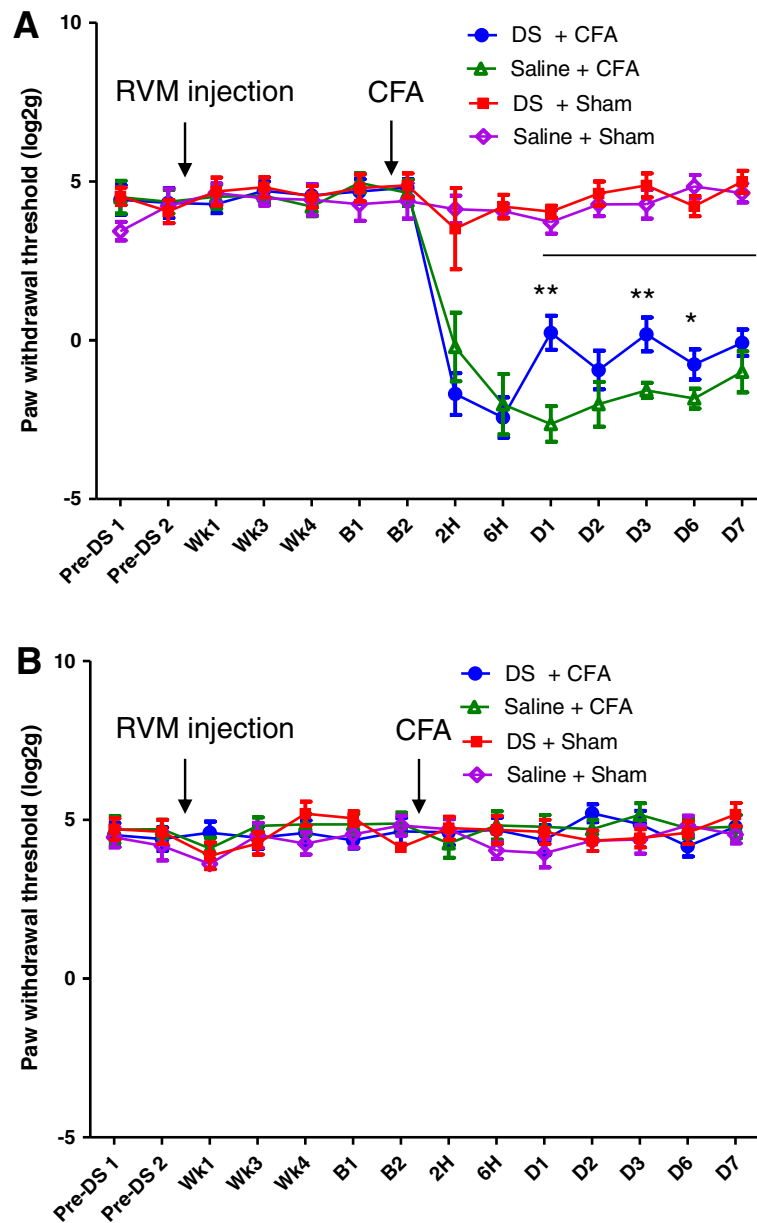 A
10
5
0
-5
Paw withdrawal threshold (log2g)
DS + CFA
Saline + CFA
DS + Sham
Saline + Sham
RVM injection
CFA
**
**
*
Pre-DS 1
Pre-DS 2
Wk1
Wk3
Wk4
B1
B2
2H
6H
D1
D2
D3
D6
D7
B
10
5
0
-5
Paw withdrawal threshold (log2g)
DS + CFA
Saline + CFA
DS + Sham
Saline + Sham
RVM injection
CFA
Pre-DS 1
Pre-DS 2
Wk1
Wk3
Wk4
B1
B2
2H
6H
D1
D2
D3
D6
D7